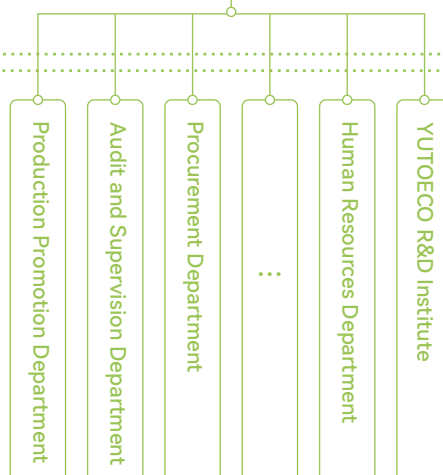 Production Promotion Department
Audit and Supervision Department
Procurement Department
...
Human Resources Department
YUTOECO R&D Institute